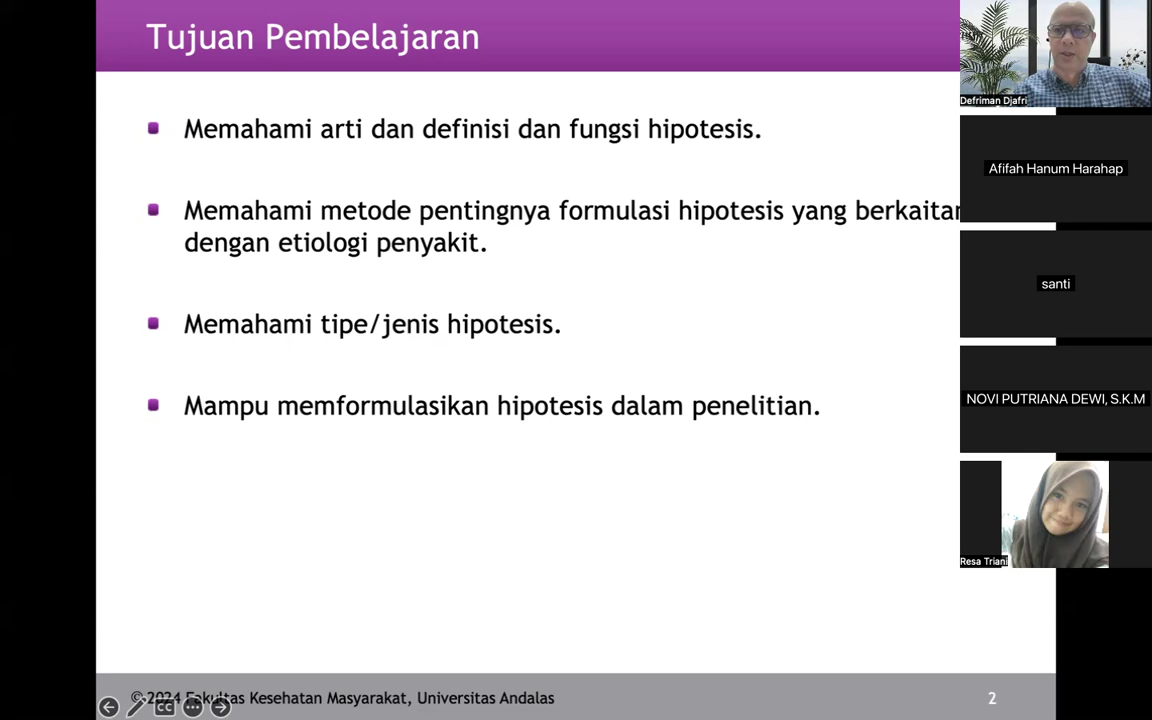 Tujuan Pembelajaran
Memahami arti dan definisi dan fungsi hipotesis.
Memahami metode pentingnya formulasi hipotesis yang berkaitan
dengan etiologi penyakit.
Memahami tipe/jenis hipotesis.
Mampu memformulasikan hipotesis dalam penelitian.
©2024 Fakultas Kesehatan Masyarakat, Universitas Andalas
2
CC
Defriman Djafri
Afifah Hanum Harahap
santi
NOVI PUTRIANA DEWI, S.K.M
Resa Triani